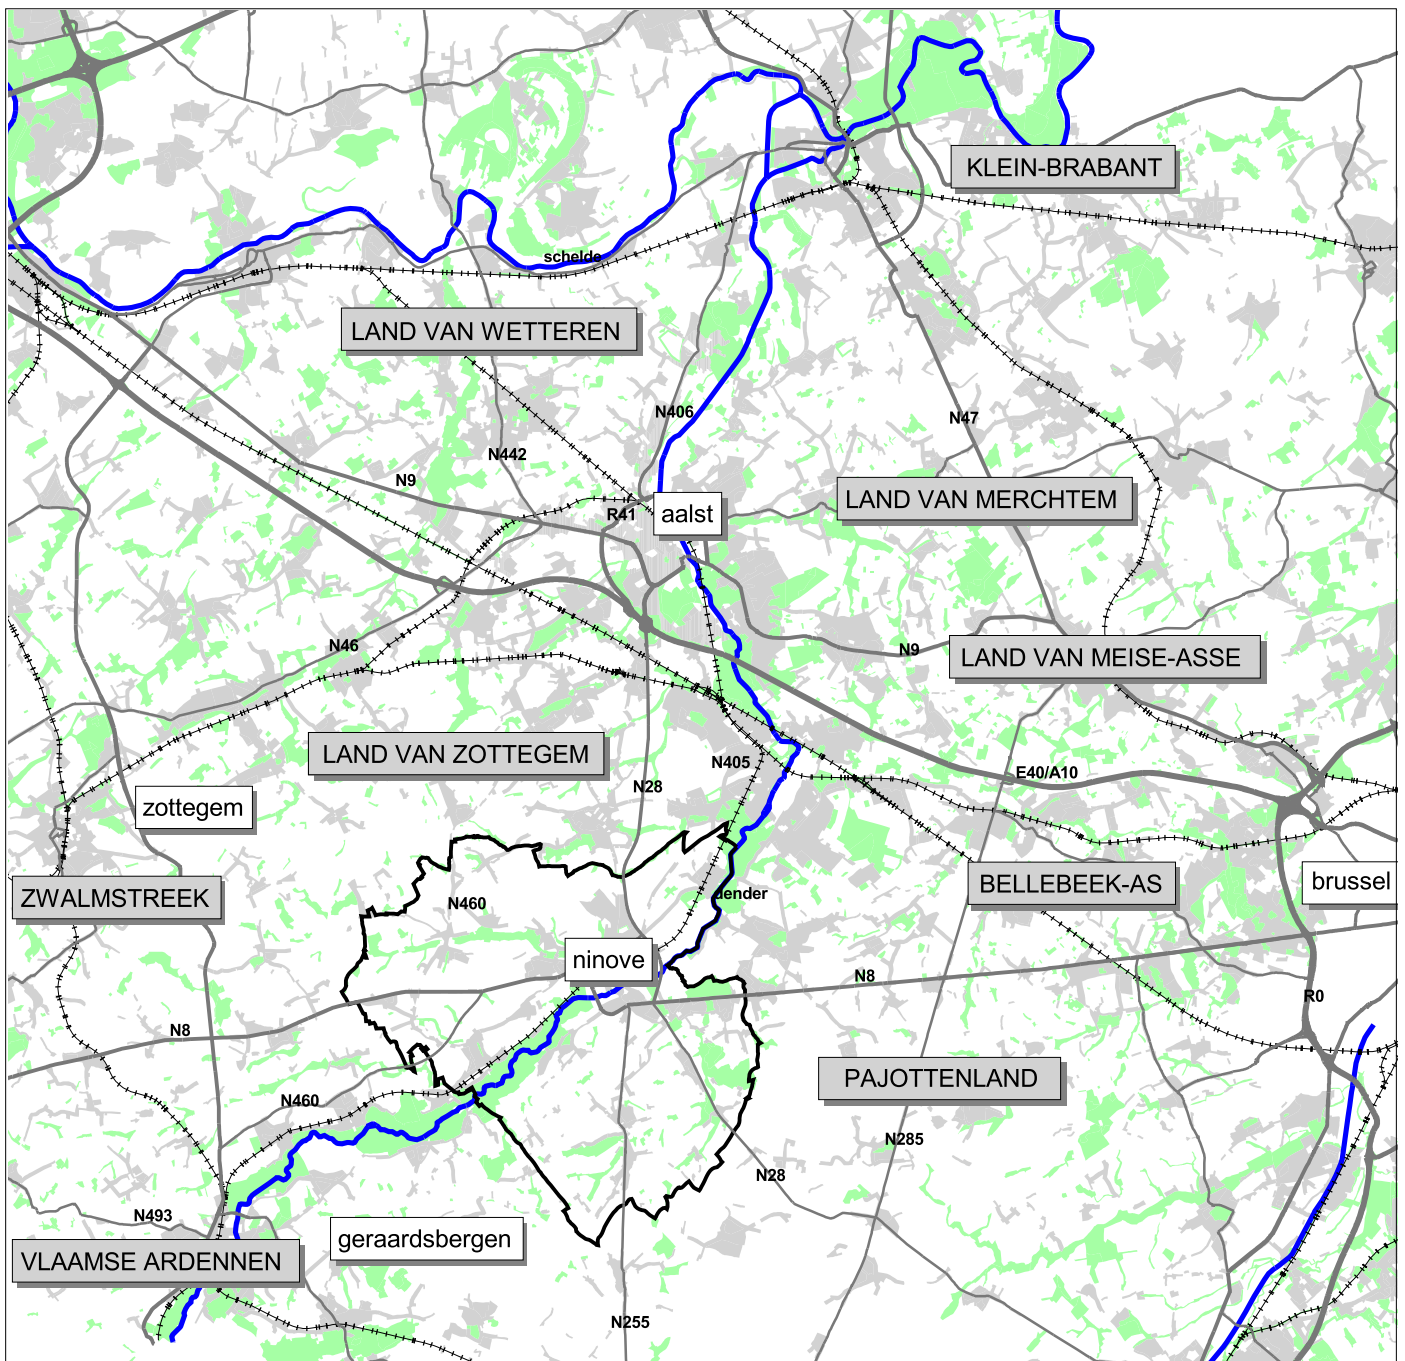 KLEIN-BRABANT
schelde
LAND VAN WETTEREN
N406
N47
N442
N9
LAND VAN MERCHTEM
R41
aalst
N46
N9
LAND VAN MEISE-ASSE
LAND VAN ZOTTEGEM
N405
E40/A10
N28
zottegem
ZWALMSTREEK
BELLEBEEK-AS
brussel
dender
N460
ninove
N8
R0
N8
PAJOTTENLAND
N460
N285
N28
N493
geraardsbergen
VLAAMSE ARDENNEN
N255